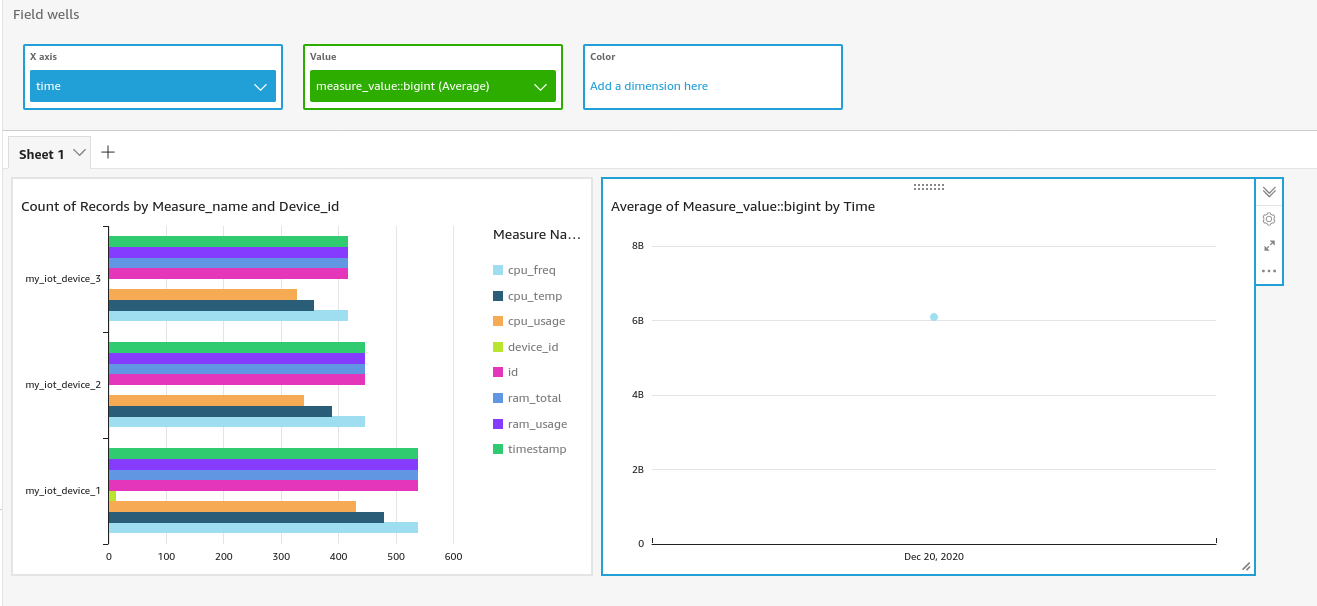 Field wells
X axis
time
Value
measure_value::bigint (Average)
Color
Add a dimension here
Sheet 1
Count of Records by Measure_name and Device_id
my_iot_device_3
my_iot_device_2
my_iot_device_1
0 100 200 300 400 500 600
Measure Na...
cpu_freq
cpu_temp
cpu_usage
device_id
id
ram_total
ram_usage
timestamp
Average of Measure_value::bigint by Time
8B
6B
4B
2B
0
Dec 20, 2020